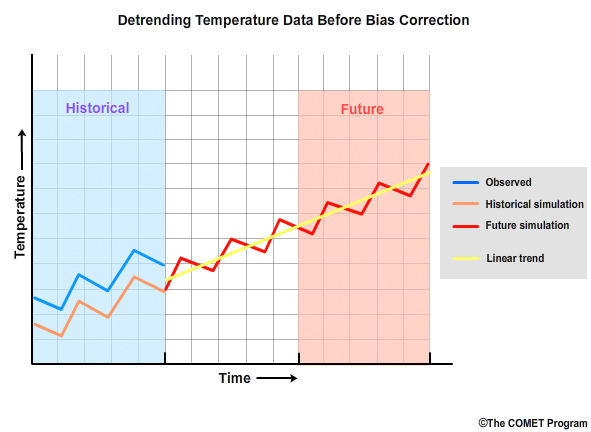 Detrending Temperature Data Before Bias Correction
Historical
Future
Temperature
Observed
Historical simulation
Future simulation
Linear trend
Time
©The COMET Program